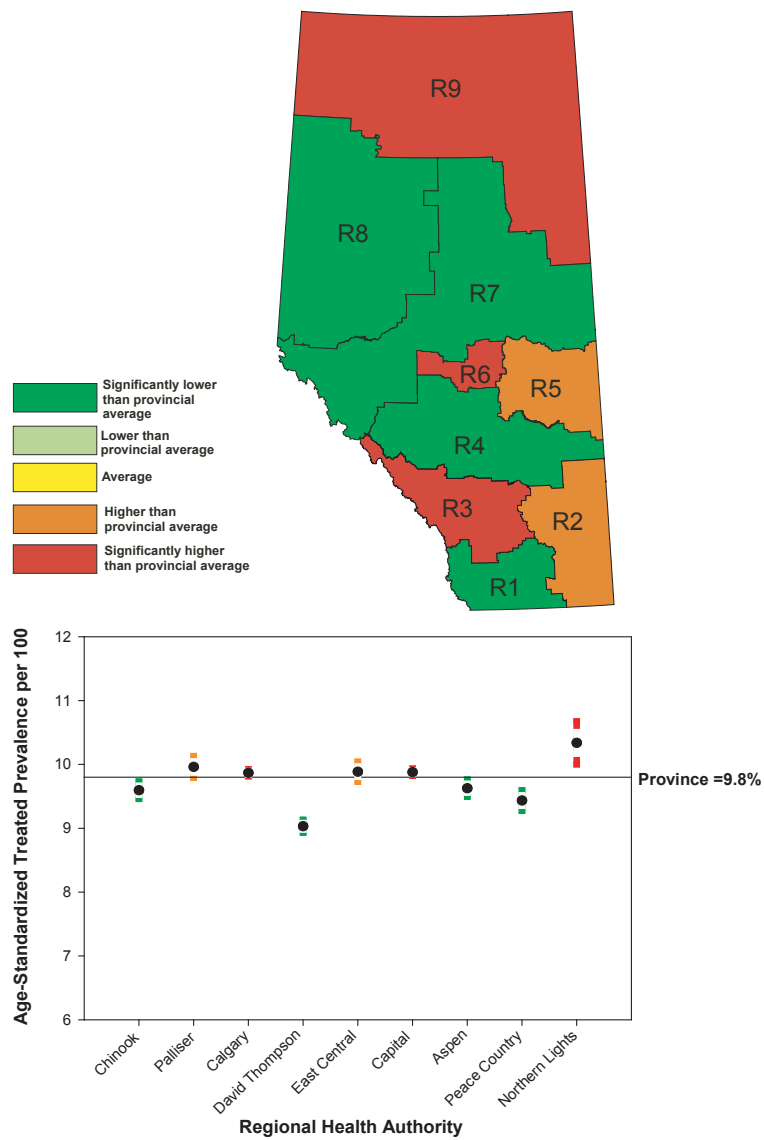 R9
R8
R7
R6
R5
R4
R3
R2
R1
Significantly lower
than provincial
average
Lower than
provincial average
Average
Higher than
provincial average
Significantly higher
than provincial average
Age-Standardized Treated Prevalence per 100
12
11
10
9
8
7
6
Province =9.8%
Chinook
Palliser
Calgary
David Thompson
East Central
Capital
Aspen
Peace Country
Northern Lights
Regional Health Authority